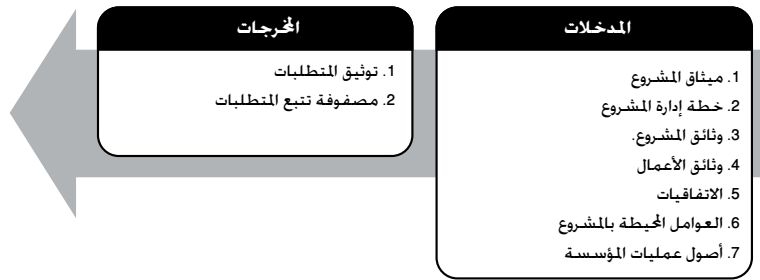 المدخلات
1. ميثاق المشروع
2. خطة إدارة المشروع
3. وثائق المشروع.
4. وثائق الأعمال
5. الاتفاقيات
6. العوامل المحيطة بالمشروع
7. أصول عمليات المؤسسة
المخرجات
1. توثيق المتطلبات
2. مصفوفة تتبع المتطلبات